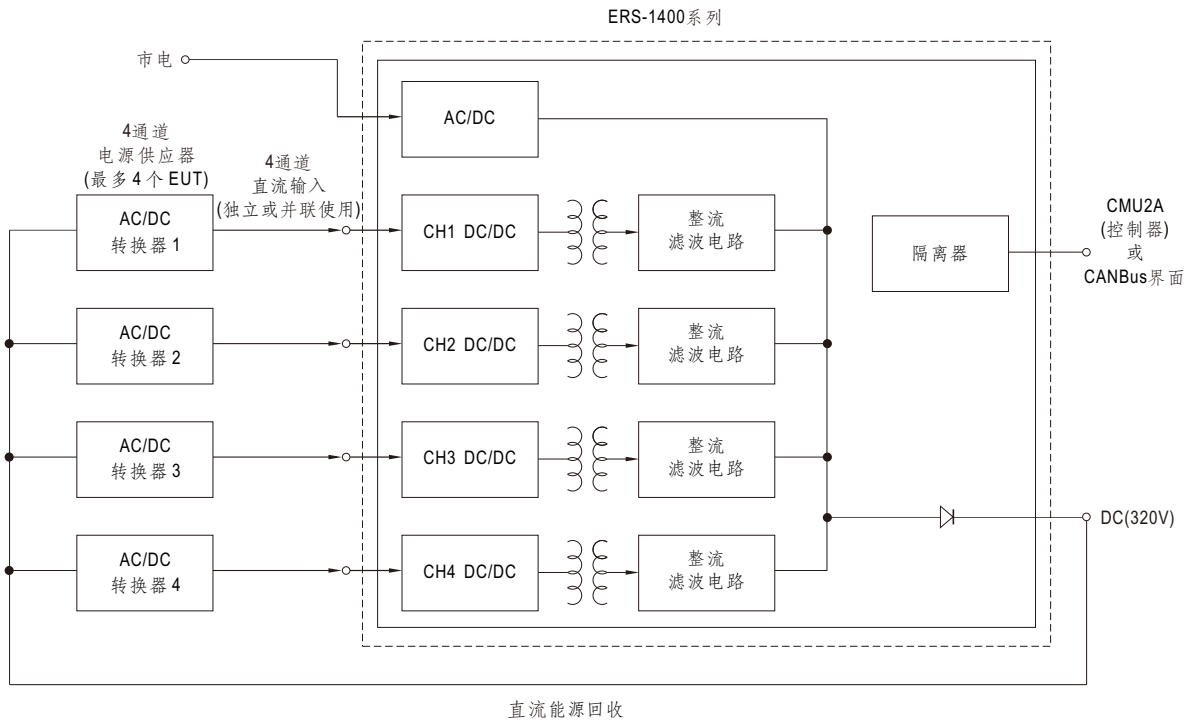 ERS-1400系列
市电
AC/DC
4通道
电源供应器
(最多4个EUT)
4通道
直流输入
(独立或并联使用)
AC/DC
转换器1
CH1 DC/DC
整流
滤波电路
隔离器
CMU2A
(控制器)
或
CANBus界面
AC/DC
转换器2
CH2 DC/DC
整流
滤波电路
AC/DC
转换器3
CH3 DC/DC
整流
滤波电路
DC(320V)
AC/DC
转换器4
CH4 DC/DC
整流
滤波电路
直流能源回收